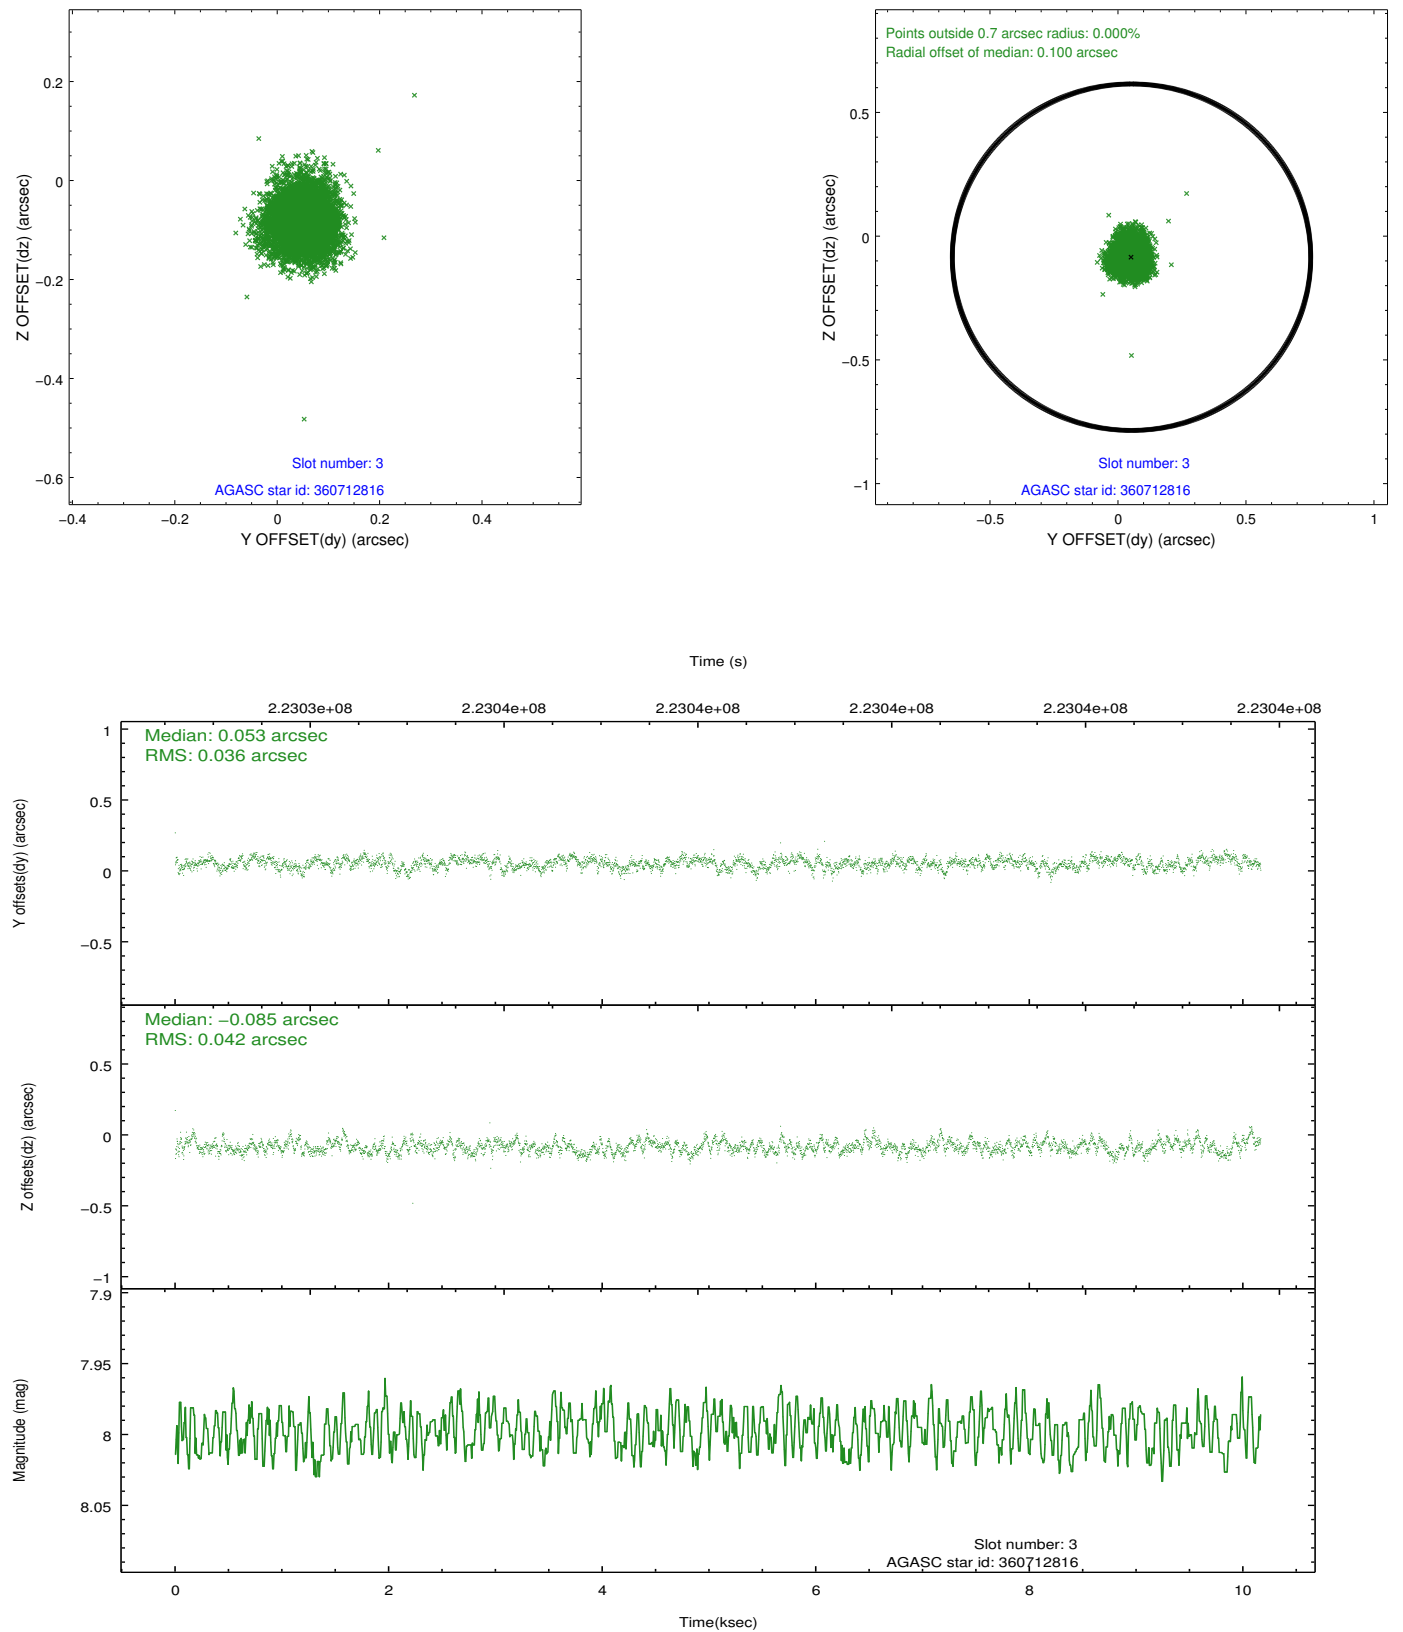 0.2
0
−0.2
−0.4
−0.6
Z OFFSET(dz) (arcsec)
Slot number: 3
AGASC star id: 360712816
−0.4 −0.2 0 0.2 0.4
Y OFFSET(dy) (arcsec)
Points outside 0.7 arcsec radius: 0.000%
Radial offset of median: 0.100 arcsec
0.5
0
−0.5
−1
Z OFFSET(dz) (arcsec)
Slot number: 3
AGASC star id: 360712816
−0.5 0 0.5 1
Y OFFSET(dy) (arcsec)
Time (s)
2.2303e+08 2.2304e+08 2.2304e+08 2.2304e+08 2.2304e+08 2.2304e+08
Median: 0.053 arcsec
RMS: 0.036 arcsec
1
0.5
0
−0.5
Y offsets(dy) (arcsec)
Median: −0.085 arcsec
RMS: 0.042 arcsec
0.5
0
−0.5
−1
Z offsets(dz) (arcsec)
7.9
7.95
8
8.05
Magnitude (mag)
Slot number: 3
AGASC star id: 360712816
0 2 4 6 8 10
Time(ksec)